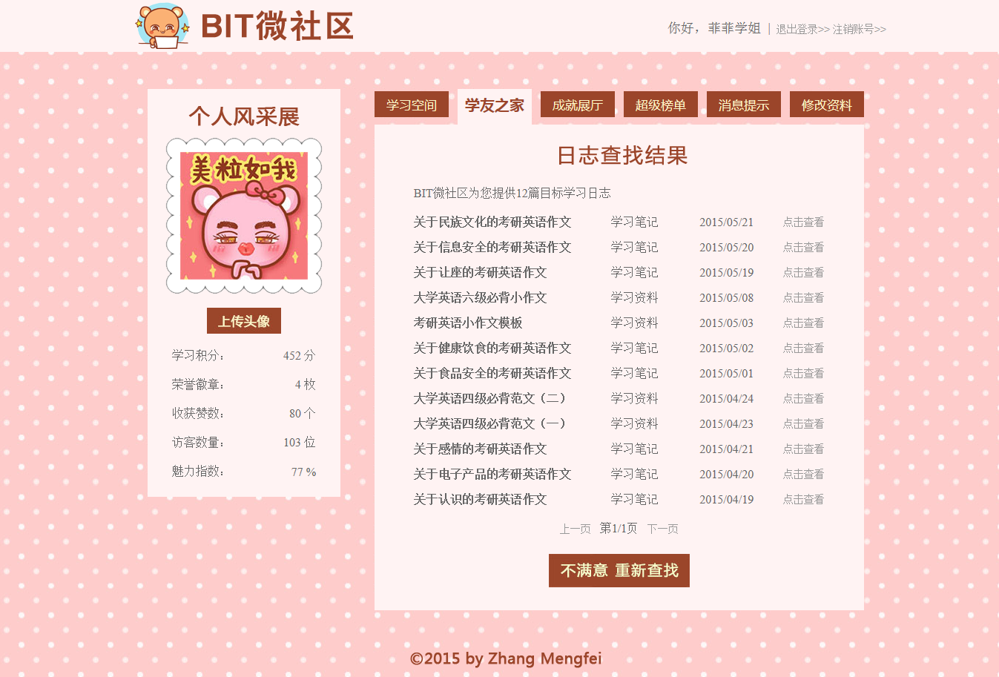 BIT微社区
你好，菲菲学姐 | 退出登录>> 注销账号>>
个人风采展
美粒如我
上传头像
学习积分： 452 分
荣誉徽章： 4 枚
收获赞数： 80 个
访客数量： 103 位
魅力指数： 77 %
学习空间 学友之家 成就展厅 超级榜单 消息提示 修改资料
日志查找结果
BIT微社区为您提供12篇目标学习日志
关于民族文化的考研英语作文 学习笔记 2015/05/21 点击查看
关于信息安全的考研英语作文 学习笔记 2015/05/20 点击查看
关于让座的考研英语作文 学习笔记 2015/05/19 点击查看
大学英语六级必背小作文 学习资料 2015/05/08 点击查看
考研英语小作文模板 学习资料 2015/05/03 点击查看
关于健康饮食的考研英语作文 学习笔记 2015/05/02 点击查看
关于食品安全的考研英语作文 学习笔记 2015/05/01 点击查看
大学英语四级必背范文（二） 学习资料 2015/04/24 点击查看
大学英语四级必背范文（一） 学习资料 2015/04/23 点击查看
关于感情的考研英语作文 学习笔记 2015/04/21 点击查看
关于电子产品的考研英语作文 学习笔记 2015/04/20 点击查看
关于认识的考研英语作文 学习笔记 2015/04/19 点击查看
上一页 第1/1页 下一页
不满意 重新查找
©2015 by Zhang Mengfei